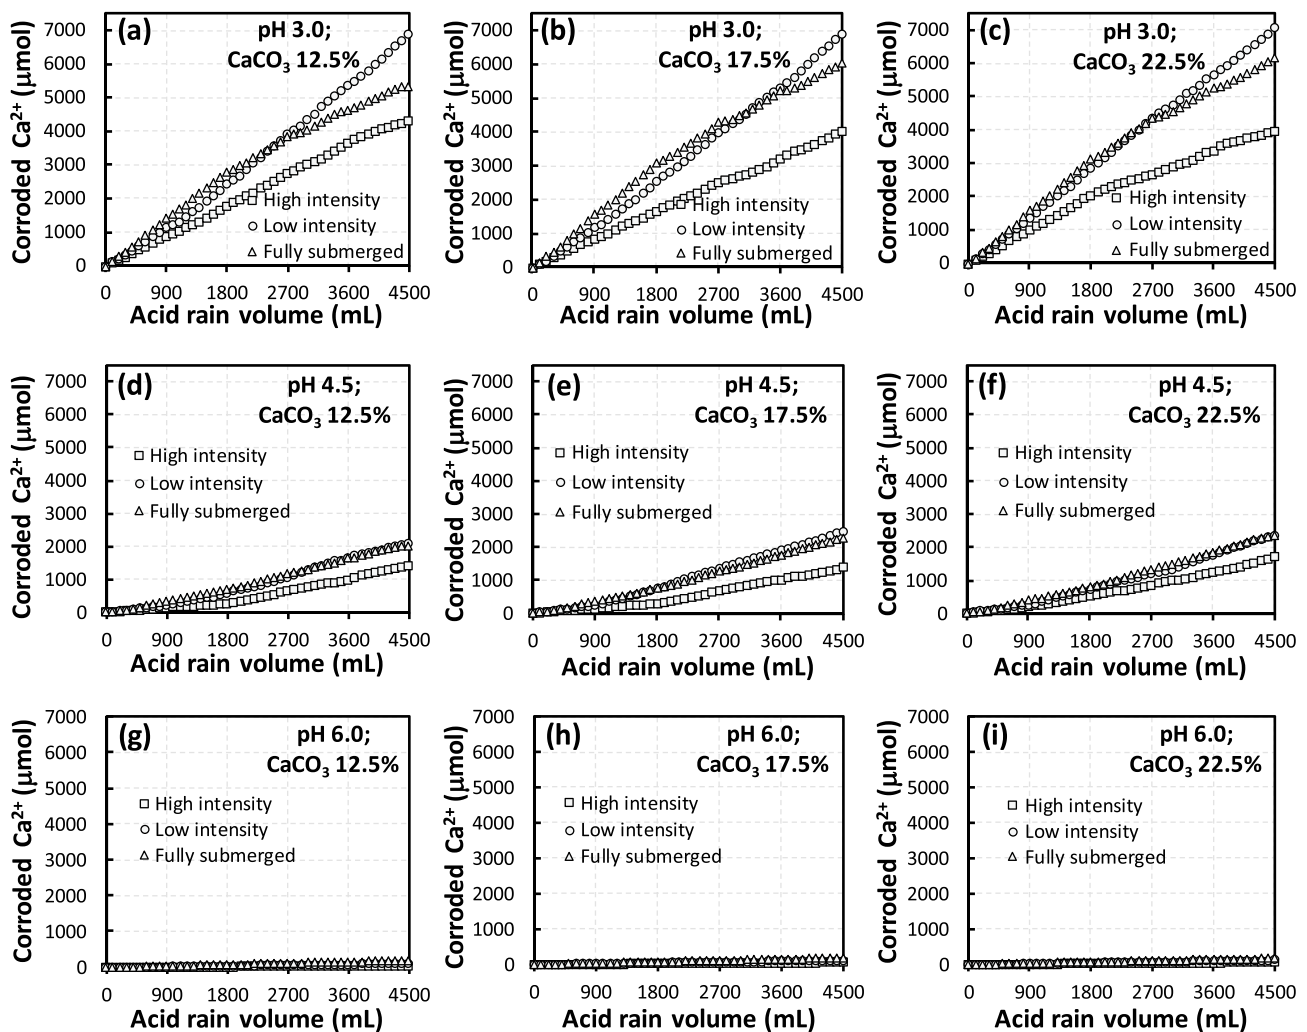 (a) pH 3.0;
CaCO₃ 12.5%
Corroded Ca²⁺ (μmol)
7000
6000
5000
4000
3000
2000
1000
0
High intensity
Low intensity
Fully submerged
0 900 1800 2700 3600 4500
Acid rain volume (mL)
(b) pH 3.0;
CaCO₃ 17.5%
Corroded Ca²⁺ (μmol)
7000
6000
5000
4000
3000
2000
1000
0
High intensity
Low intensity
Fully submerged
0 900 1800 2700 3600 4500
Acid rain volume (mL)
(c) pH 3.0;
CaCO₃ 22.5%
Corroded Ca²⁺ (μmol)
7000
6000
5000
4000
3000
2000
1000
0
High intensity
Low intensity
Fully submerged
0 900 1800 2700 3600 4500
Acid rain volume (mL)
(d) pH 4.5;
CaCO₃ 12.5%
Corroded Ca²⁺ (μmol)
7000
6000
5000
4000
3000
2000
1000
0
High intensity
Low intensity
Fully submerged
0 900 1800 2700 3600 4500
Acid rain volume (mL)
(e) pH 4.5;
CaCO₃ 17.5%
Corroded Ca²⁺ (μmol)
7000
6000
5000
4000
3000
2000
1000
0
High intensity
Low intensity
Fully submerged
0 900 1800 2700 3600 4500
Acid rain volume (mL)
(f) pH 4.5;
CaCO₃ 22.5%
Corroded Ca²⁺ (μmol)
7000
6000
5000
4000
3000
2000
1000
0
High intensity
Low intensity
Fully submerged
0 900 1800 2700 3600 4500
Acid rain volume (mL)
(g) pH 6.0;
CaCO₃ 12.5%
Corroded Ca²⁺ (μmol)
7000
6000
5000
4000
3000
2000
1000
0
High intensity
Low intensity
Fully submerged
0 900 1800 2700 3600 4500
Acid rain volume (mL)
(h) pH 6.0;
CaCO₃ 17.5%
Corroded Ca²⁺ (μmol)
7000
6000
5000
4000
3000
2000
1000
0
High intensity
Low intensity
Fully submerged
0 900 1800 2700 3600 4500
Acid rain volume (mL)
(i) pH 6.0;
CaCO₃ 22.5%
Corroded Ca²⁺ (μmol)
7000
6000
5000
4000
3000
2000
1000
0
High intensity
Low intensity
Fully submerged
0 900 1800 2700 3600 4500
Acid rain volume (mL)